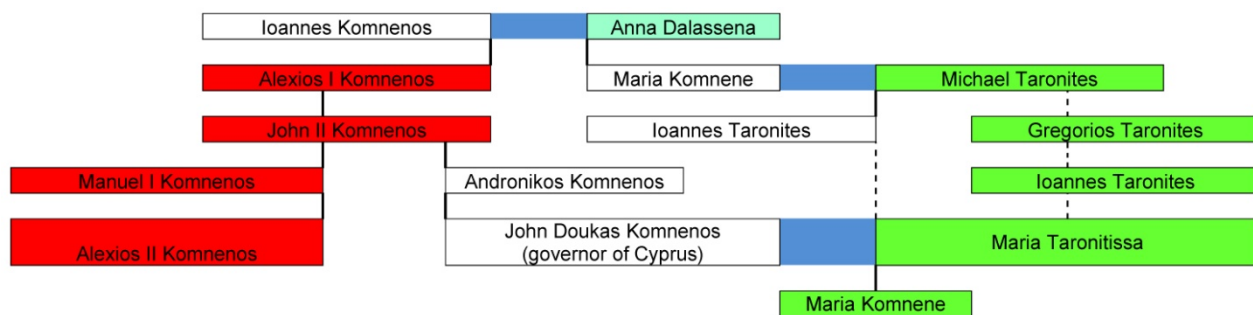 Ioannes Komnenos
Anna Dalassena
Alexios I Komnenos
Maria Komnene
Michael Taronites
John II Komnenos
Ioannes Taronites
Gregorios Taronites
Manuel I Komnenos
Andronikos Komnenos
Ioannes Taronites
Alexios II Komnenos
John Doukas Komnenos
(governor of Cyprus)
Maria Taronitissa
Maria Komnene